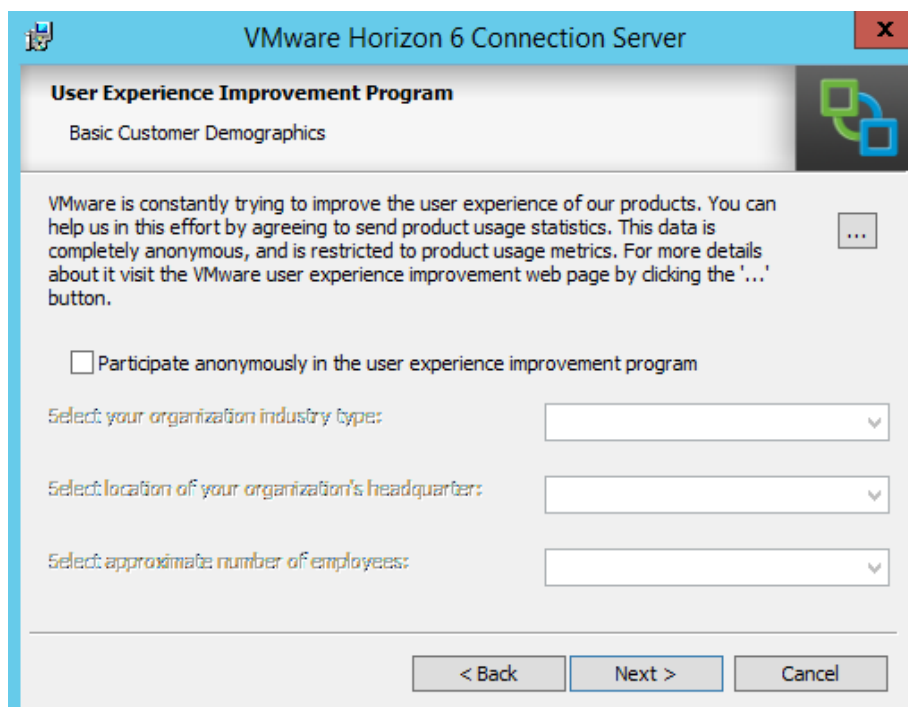 VMware Horizon 6 Connection Server
x
User Experience Improvement Program
Basic Customer Demographics
VMware is constantly trying to improve the user experience of our products. You can
help us in this effort by agreeing to send product usage statistics. This data is
completely anonymous, and is restricted to product usage metrics. For more details
about it visit the VMware user experience improvement web page by clicking the '...'
button.
...
Participate anonymously in the user experience improvement program
Select your organization industry type:
Select location of your organization's headquarter:
Select approximate number of employees:
< Back
Next >
Cancel